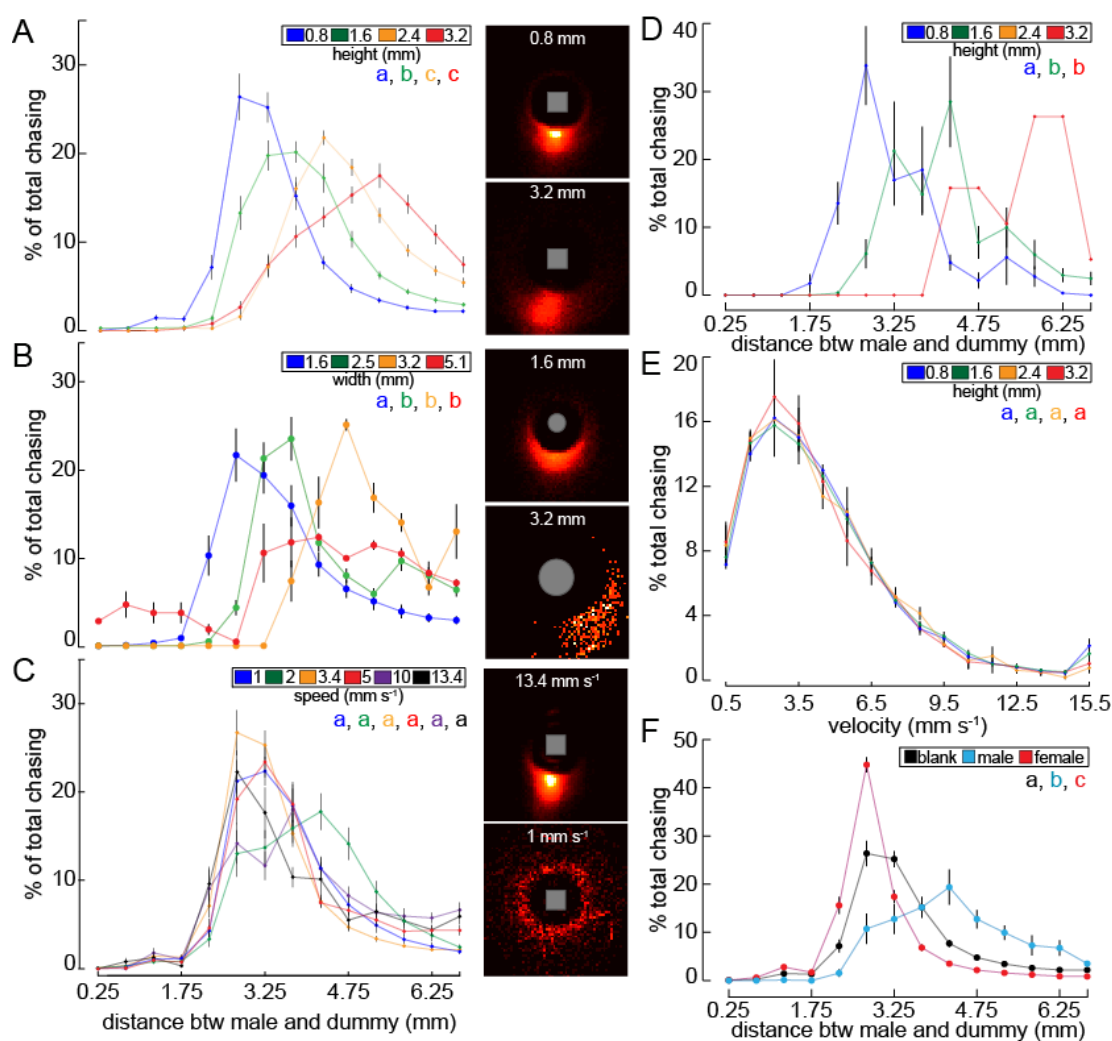 A
0.8 1.6 2.4 3.2
height (mm)
a, b, c, c
% of total chasing
30
20
10
0
0.8 mm
3.2 mm
B
1.6 2.5 3.2 5.1
width (mm)
a, b, b, b
% of total chasing
30
20
10
0
1.6 mm
3.2 mm
C
1 2 3.4 5 10 13.4
speed (mm s⁻¹)
a, a, a, a, a, a
% of total chasing
30
20
10
0
0.25 1.75 3.25 4.75 6.25
distance btw male and dummy (mm)
13.4 mm s⁻¹
1 mm s⁻¹
D
0.8 1.6 2.4 3.2
height (mm)
a, b, b
% total chasing
40
30
20
10
0
0.25 1.75 3.25 4.75 6.25
distance btw male and dummy (mm)
E
0.8 1.6 2.4 3.2
height (mm)
a, a, a, a
% total chasing
20
16
12
8
4
0
0.5 3.5 6.5 9.5 12.5 15.5
velocity (mm s⁻¹)
F
blank male female
a, b, c
% total chasing
50
40
30
20
10
0
0.25 1.75 3.25 4.75 6.25
distance btw male and dummy (mm)